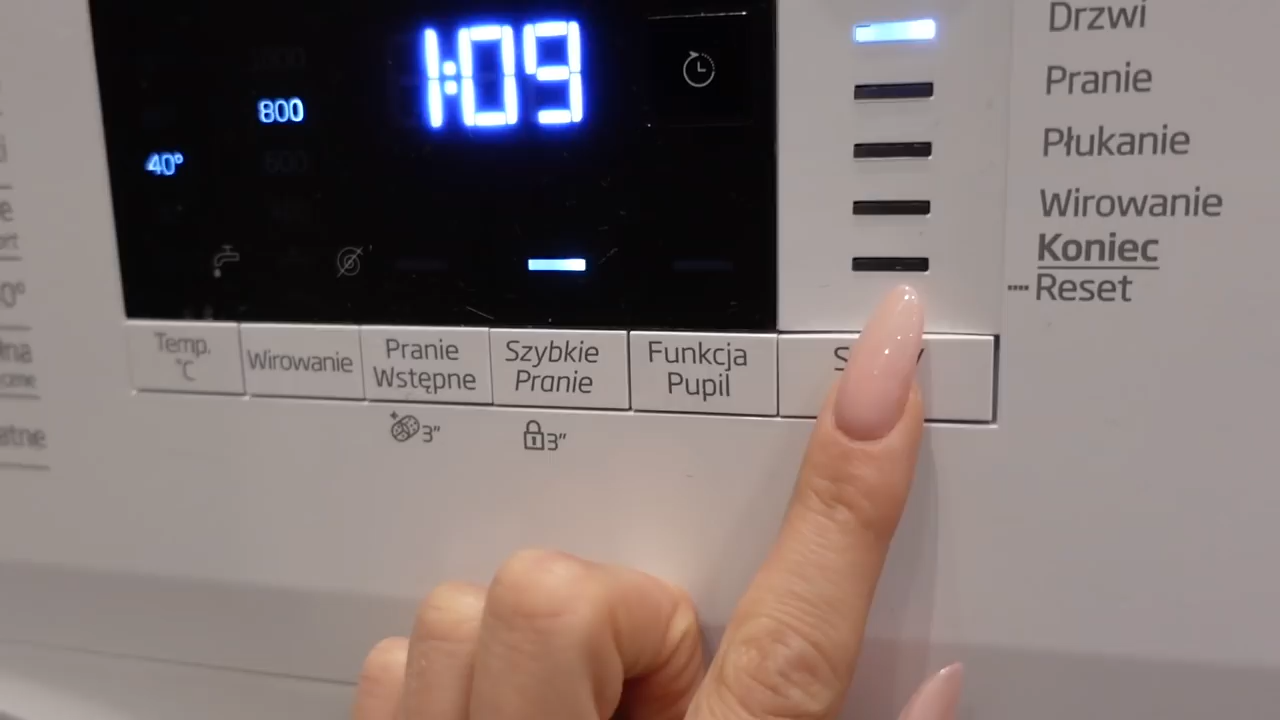 Drzwi
Pranie
Płukanie
Wirowanie
Koniec
Reset
1:09
800
600
40°
Temp.
°C
Wirowanie
Pranie
Wstępne
Szybkie
Pranie
Funkcja
Pupil
3"
3"